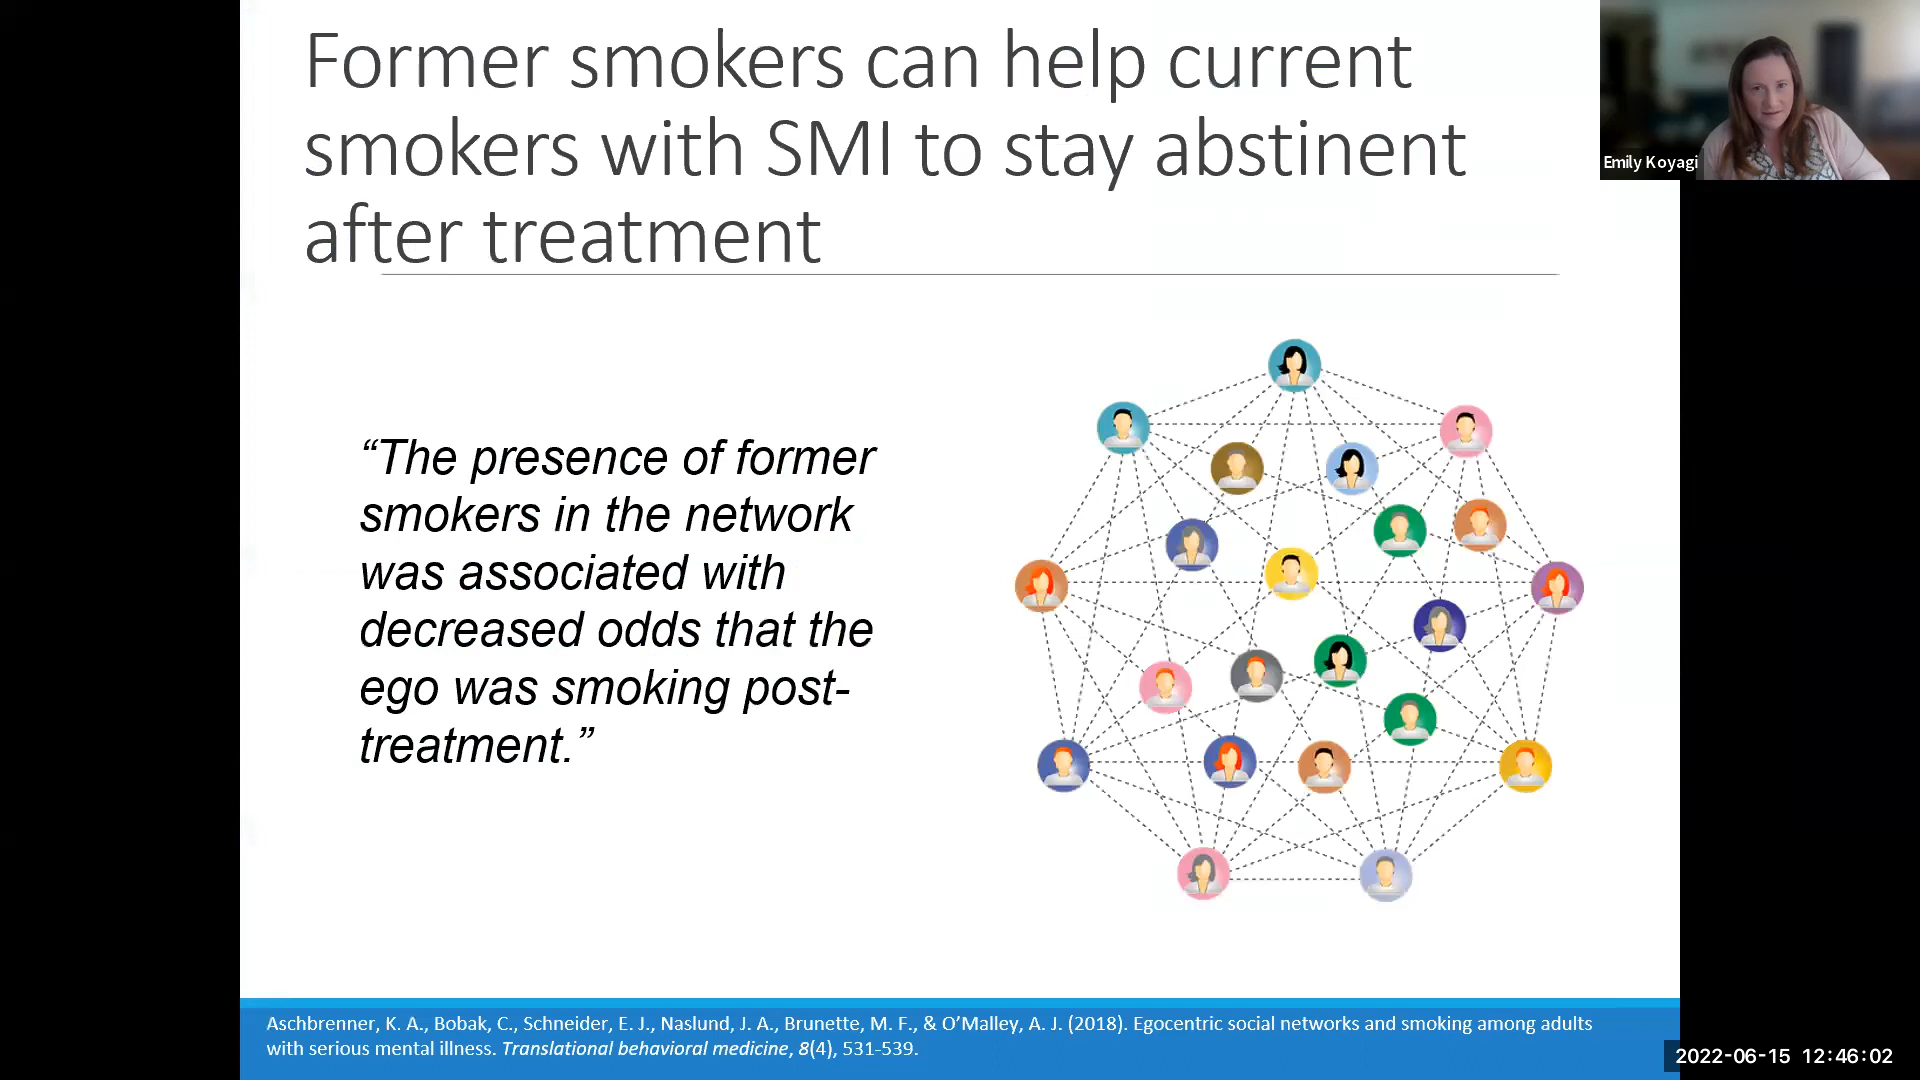 Former smokers can help current
smokers with SMI to stay abstinent
after treatment
Emily Koyagi
“The presence of former
smokers in the network
was associated with
decreased odds that the
ego was smoking post-
treatment.”
Aschbrenner, K. A., Bobak, C., Schneider, E. J., Naslund, J. A., Brunette, M. F., & O’Malley, A. J. (2018). Egocentric social networks and smoking among adults
with serious mental illness. Translational behavioral medicine, 8(4), 531-539.
2022-06-15 12:46:02